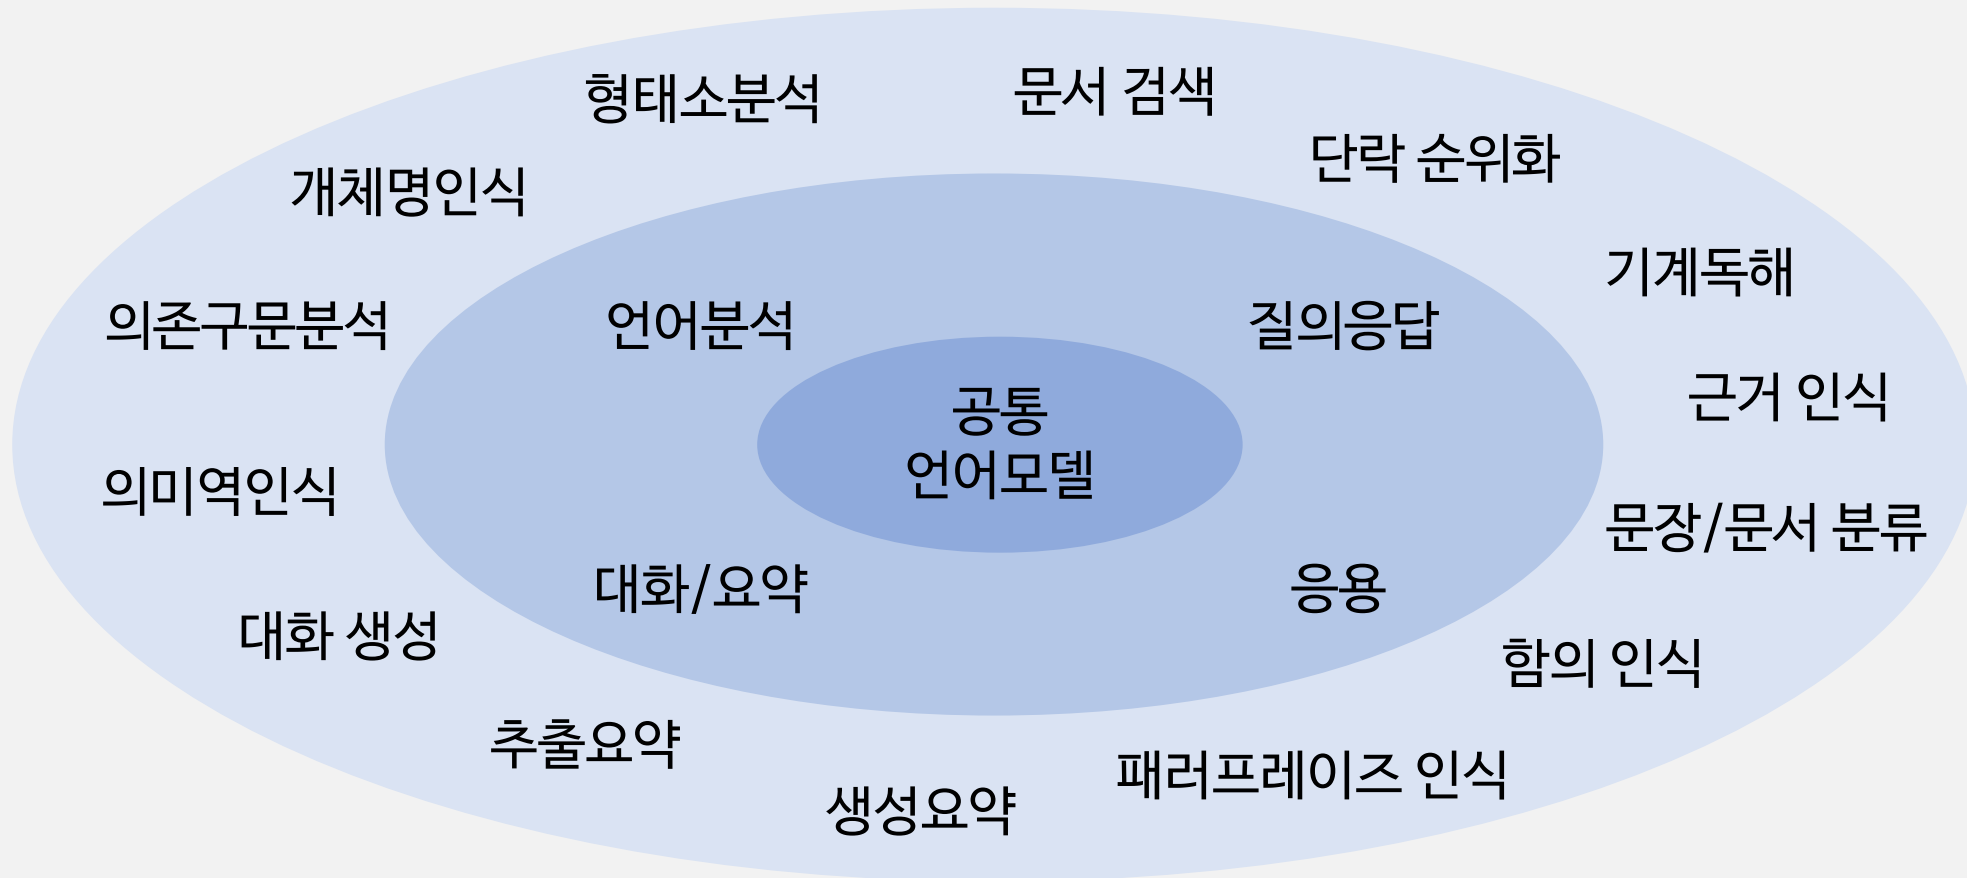 형태소분석
문서 검색
단락 순위화
개체명인식
기계독해
의존구문분석
언어분석
질의응답
근거 인식
공통
언어모델
의미역인식
문장/문서 분류
대화/요약
응용
대화 생성
함의 인식
추출요약
패러프레이즈 인식
생성요약